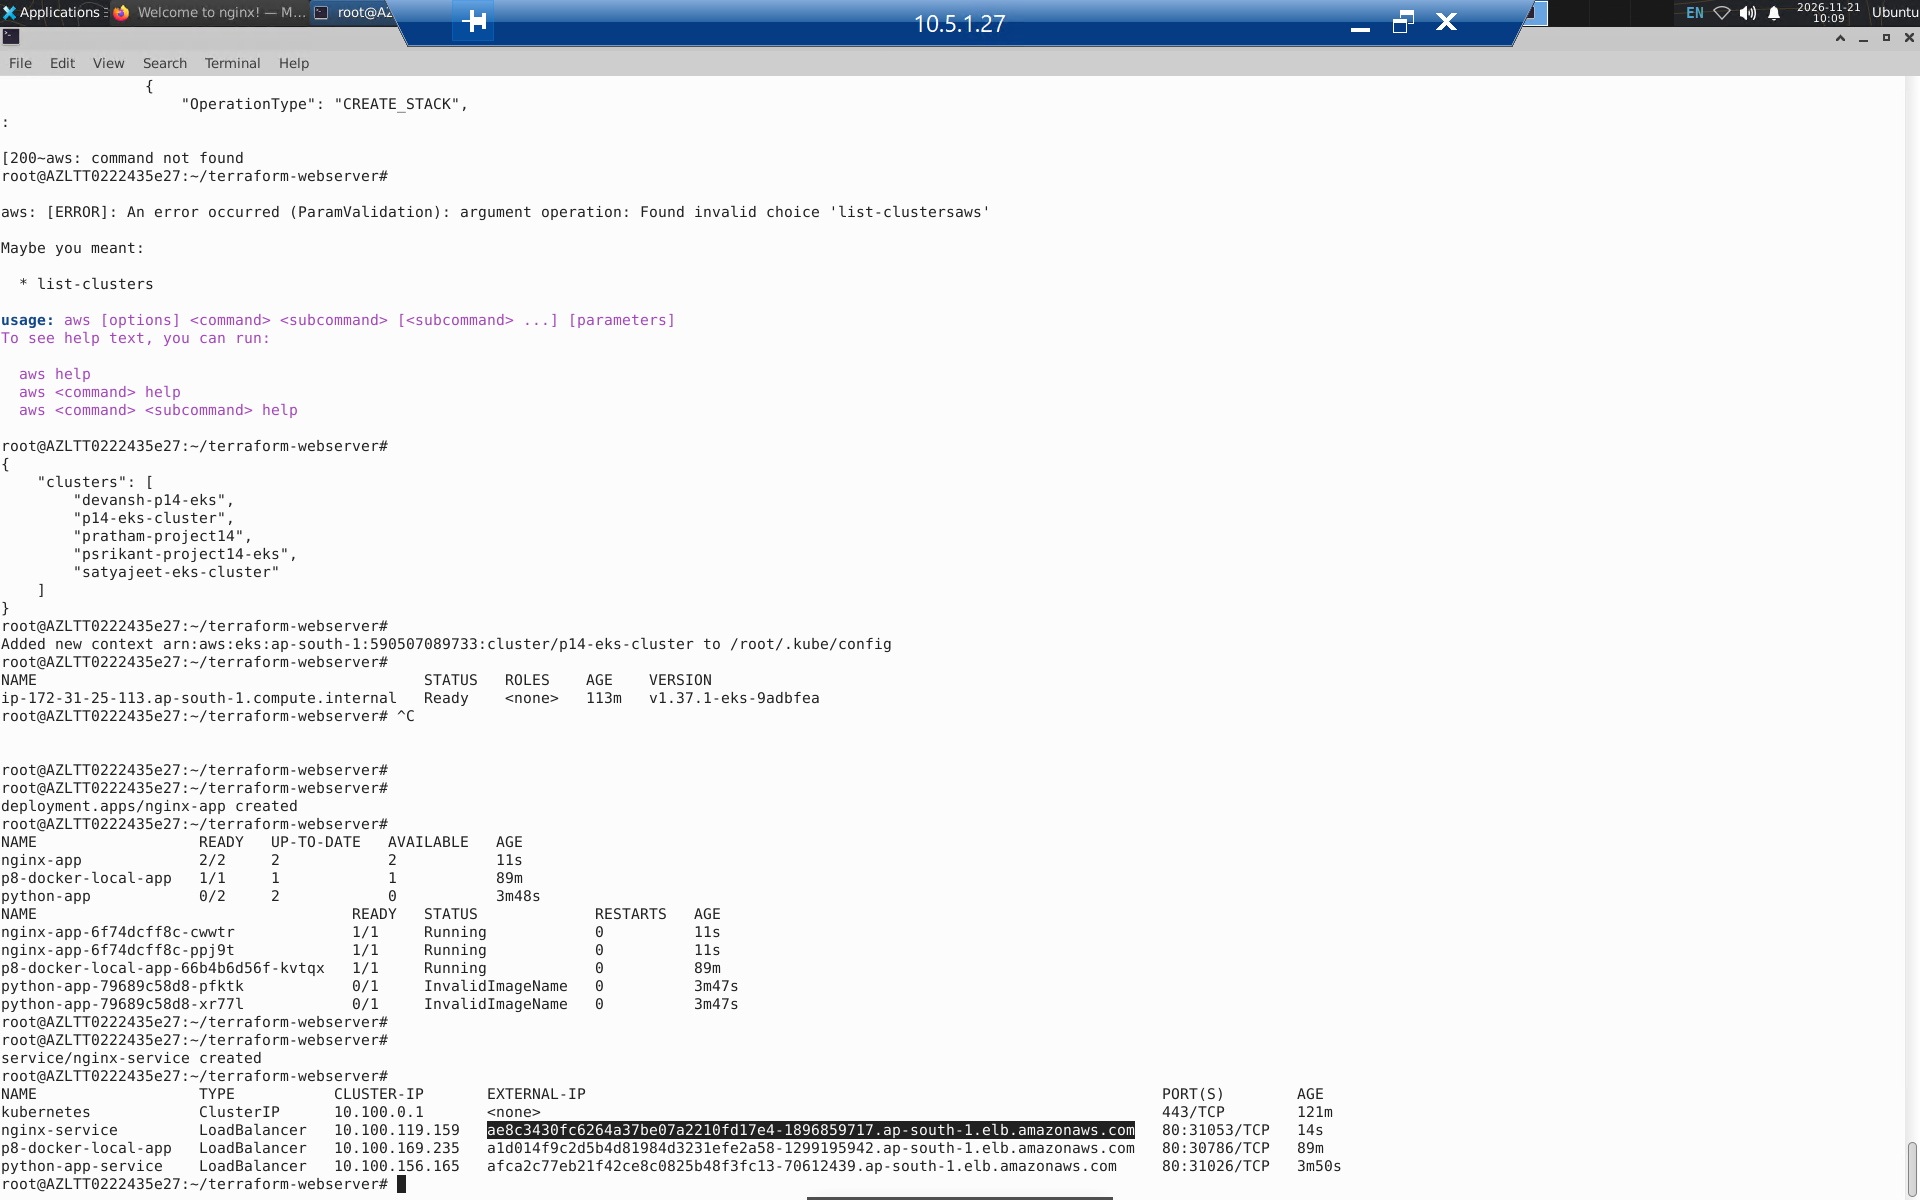 Applications
Welcome to nginx! — M...
root@AZ
10.5.1.27
EN
2026-11-21
10:09
Ubuntu
File Edit View Search Terminal Help
{
"OperationType": "CREATE_STACK",
:
[200~aws: command not found
root@AZLTT0222435e27:~/terraform-webserver#
aws: [ERROR]: An error occurred (ParamValidation): argument operation: Found invalid choice 'list-clustersaws'
Maybe you meant:
* list-clusters
usage: aws [options] <command> <subcommand> [<subcommand> ...] [parameters]
To see help text, you can run:
aws help
aws <command> help
aws <command> <subcommand> help
root@AZLTT0222435e27:~/terraform-webserver#
{
"clusters": [
"devansh-p14-eks",
"p14-eks-cluster",
"pratham-project14",
"psrikant-project14-eks",
"satyajeet-eks-cluster"
]
}
root@AZLTT0222435e27:~/terraform-webserver#
Added new context arn:aws:eks:ap-south-1:590507089733:cluster/p14-eks-cluster to /root/.kube/config
root@AZLTT0222435e27:~/terraform-webserver#
NAME STATUS ROLES AGE VERSION
ip-172-31-25-113.ap-south-1.compute.internal Ready <none> 113m v1.37.1-eks-9adbfea
root@AZLTT0222435e27:~/terraform-webserver# ^C
root@AZLTT0222435e27:~/terraform-webserver#
root@AZLTT0222435e27:~/terraform-webserver#
deployment.apps/nginx-app created
root@AZLTT0222435e27:~/terraform-webserver#
NAME READY UP-TO-DATE AVAILABLE AGE
nginx-app 2/2 2 2 11s
p8-docker-local-app 1/1 1 1 89m
python-app 0/2 2 0 3m48s
NAME READY STATUS RESTARTS AGE
nginx-app-6f74dcff8c-cwwtr 1/1 Running 0 11s
nginx-app-6f74dcff8c-ppj9t 1/1 Running 0 11s
p8-docker-local-app-66b4b6d56f-kvtqx 1/1 Running 0 89m
python-app-79689c58d8-pfktk 0/1 InvalidImageName 0 3m47s
python-app-79689c58d8-xr77l 0/1 InvalidImageName 0 3m47s
root@AZLTT0222435e27:~/terraform-webserver#
root@AZLTT0222435e27:~/terraform-webserver#
service/nginx-service created
root@AZLTT0222435e27:~/terraform-webserver#
NAME TYPE CLUSTER-IP EXTERNAL-IP PORT(S) AGE
kubernetes ClusterIP 10.100.0.1 <none> 443/TCP 121m
nginx-service LoadBalancer 10.100.119.159 ae8c3430fc6264a37be07a2210fd17e4-1896859717.ap-south-1.elb.amazonaws.com 80:31053/TCP 14s
p8-docker-local-app LoadBalancer 10.100.169.235 a1d014f9c2d5b4d81984d3231efe2a58-1299195942.ap-south-1.elb.amazonaws.com 80:30786/TCP 89m
python-app-service LoadBalancer 10.100.156.165 afca2c77eb21f42ce8c0825b48f3fc13-70612439.ap-south-1.elb.amazonaws.com 80:31026/TCP 3m50s
root@AZLTT0222435e27:~/terraform-webserver#